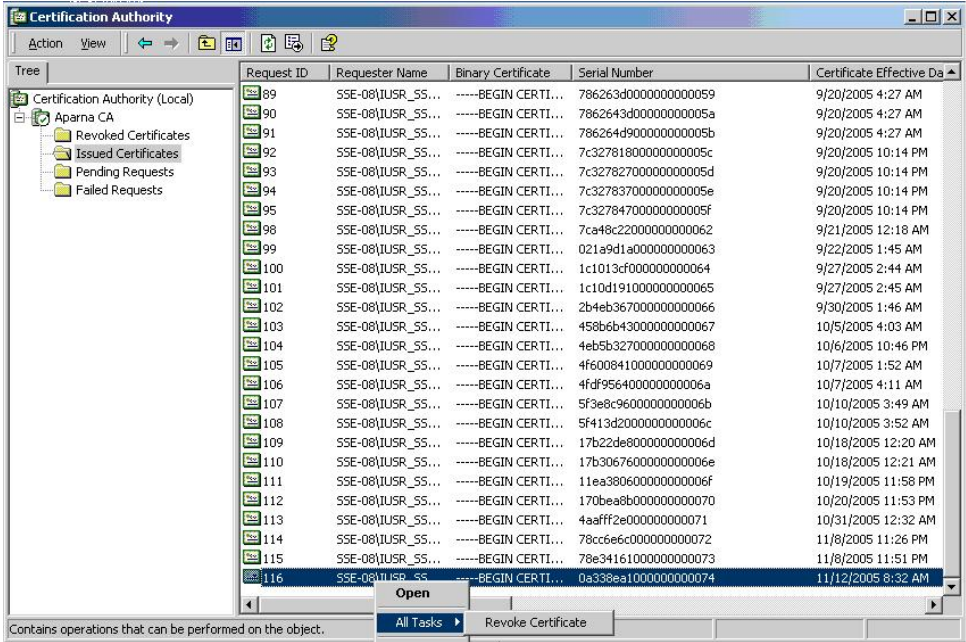 Certification Authority
Action View
Tree
Request ID Requester Name Binary Certificate Serial Number Certificate Effective Da
Certification Authority (Local)
Aparna CA
Revoked Certificates
Issued Certificates
Pending Requests
Failed Requests
89 SSE-08\IUSR_SS... -----BEGIN CERTI... 786263d0000000000059 9/20/2005 4:27 AM
90 SSE-08\IUSR_SS... -----BEGIN CERTI... 7862643d00000000005a 9/20/2005 4:27 AM
91 SSE-08\IUSR_SS... -----BEGIN CERTI... 786264d900000000005b 9/20/2005 4:27 AM
92 SSE-08\IUSR_SS... -----BEGIN CERTI... 7c32781800000000005c 9/20/2005 10:14 PM
93 SSE-08\IUSR_SS... -----BEGIN CERTI... 7c32782700000000005d 9/20/2005 10:14 PM
94 SSE-08\IUSR_SS... -----BEGIN CERTI... 7c32783700000000005e 9/20/2005 10:14 PM
95 SSE-08\IUSR_SS... -----BEGIN CERTI... 7c32784700000000005f 9/20/2005 10:14 PM
98 SSE-08\IUSR_SS... -----BEGIN CERTI... 7ca48c22000000000062 9/21/2005 12:18 AM
99 SSE-08\IUSR_SS... -----BEGIN CERTI... 021a9d1a000000000063 9/22/2005 1:45 AM
100 SSE-08\IUSR_SS... -----BEGIN CERTI... 1c1013cf000000000064 9/27/2005 2:44 AM
101 SSE-08\IUSR_SS... -----BEGIN CERTI... 1c10d191000000000065 9/27/2005 2:45 AM
102 SSE-08\IUSR_SS... -----BEGIN CERTI... 2b4eb367000000000066 9/30/2005 1:46 AM
103 SSE-08\IUSR_SS... -----BEGIN CERTI... 458b6b43000000000067 10/5/2005 4:03 AM
104 SSE-08\IUSR_SS... -----BEGIN CERTI... 4eb5b327000000000068 10/6/2005 10:46 PM
105 SSE-08\IUSR_SS... -----BEGIN CERTI... 4f600841000000000069 10/7/2005 1:52 AM
106 SSE-08\IUSR_SS... -----BEGIN CERTI... 4fdf956400000000006a 10/7/2005 4:11 AM
107 SSE-08\IUSR_SS... -----BEGIN CERTI... 5f3e8c9600000000006b 10/10/2005 3:49 AM
108 SSE-08\IUSR_SS... -----BEGIN CERTI... 5f413d2000000000006c 10/10/2005 3:52 AM
109 SSE-08\IUSR_SS... -----BEGIN CERTI... 17b22de800000000006d 10/18/2005 12:20 AM
110 SSE-08\IUSR_SS... -----BEGIN CERTI... 17b3067600000000006e 10/18/2005 12:21 AM
111 SSE-08\IUSR_SS... -----BEGIN CERTI... 11ea380600000000006f 10/19/2005 11:58 PM
112 SSE-08\IUSR_SS... -----BEGIN CERTI... 170bea8b000000000070 10/20/2005 11:53 PM
113 SSE-08\IUSR_SS... -----BEGIN CERTI... 4aafff2e000000000071 10/31/2005 12:32 AM
114 SSE-08\IUSR_SS... -----BEGIN CERTI... 78cc6e6c000000000072 11/8/2005 11:26 PM
115 SSE-08\IUSR_SS... -----BEGIN CERTI... 78e34161000000000073 11/8/2005 11:51 PM
116 SSE-08\IUSR_SS... -----BEGIN CERTI... 0a338ea1000000000074 11/12/2005 8:32 AM
Open
All Tasks Revoke Certificate
Contains operations that can be performed on the object.